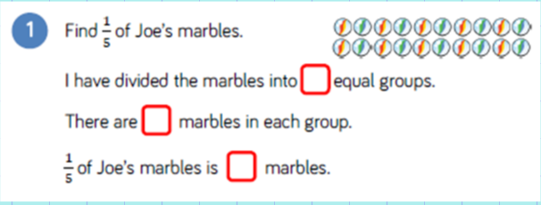 1 Find 1/5 of Joe's marbles.
I have divided the marbles into equal groups.
There are marbles in each group.
1/5 of Joe's marbles is marbles.